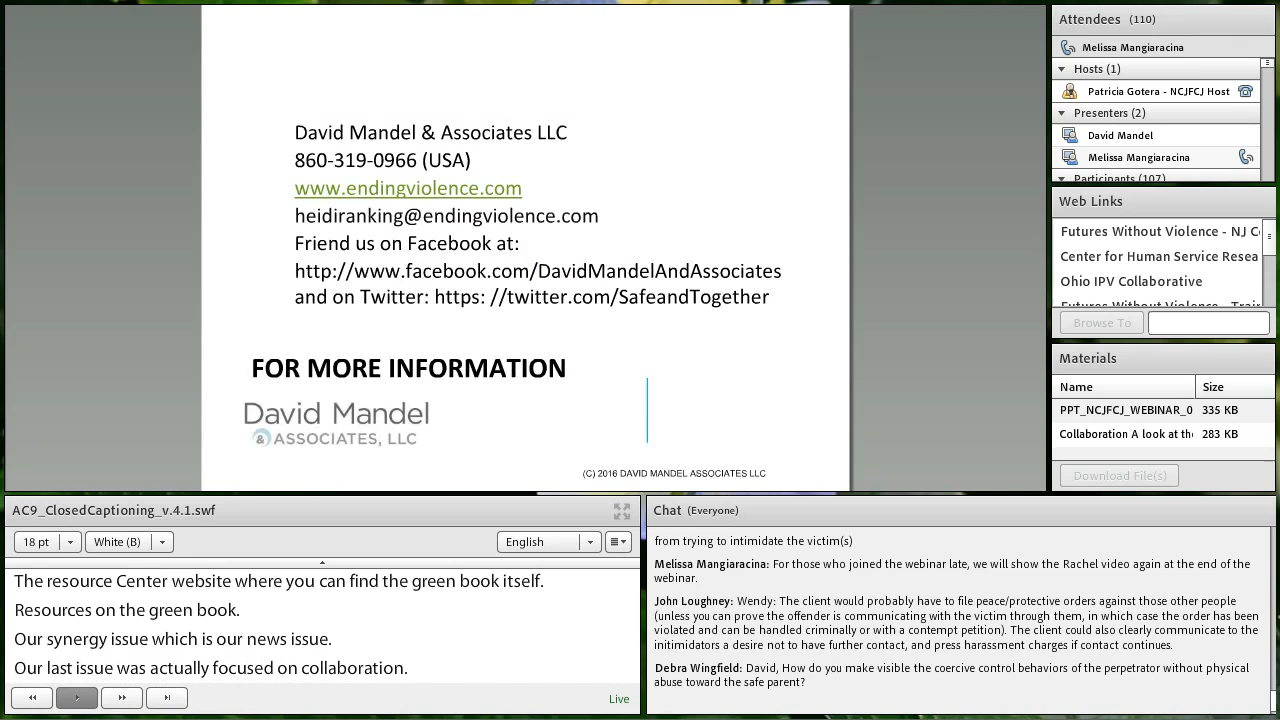 David Mandel & Associates LLC
860-319-0966 (USA)
www.endingviolence.com
heidiranking@endingviolence.com
Friend us on Facebook at:
http://www.facebook.com/DavidMandelAndAssociates
and on Twitter: https: //twitter.com/SafeandTogether
FOR MORE INFORMATION
David Mandel
& ASSOCIATES, LLC
(C) 2016 DAVID MANDEL ASSOCIATES LLC
Attendees (110)
Melissa Mangiaracina
Hosts (1)
Patricia Gotera - NCJFCJ Host
Presenters (2)
David Mandel
Melissa Mangiaracina
Participants (107)
Web Links
Futures Without Violence - NJ C
Center for Human Service Resea
Ohio IPV Collaborative
Futures Without Violence - Trai
Browse To
Materials
Name Size
PPT_NCJFCJ_WEBINAR_0 335 KB
Collaboration A look at th 283 KB
Download File(s)
AC9_ClosedCaptioning_v.4.1.swf
18 pt White (B) English
The resource Center website where you can find the green book itself.
Resources on the green book.
Our synergy issue which is our news issue.
Our last issue was actually focused on collaboration.
Live
Chat (Everyone)
from trying to intimidate the victim(s)
Melissa Mangiaracina: For those who joined the webinar late, we will show the Rachel video again at the end of the
webinar.
John Loughney: Wendy: The client would probably have to file peace/protective orders against those other people
(unless you can prove the offender is communicating with the victim through them, in which case the order has been
violated and can be handled criminally or with a contempt petition). The client could also clearly communicate to the
initimidators a desire not to have further contact, and press harassment charges if contact continues.
Debra Wingfield: David, How do you make visible the coercive control behaviors of the perpetrator without physical
abuse toward the safe parent?